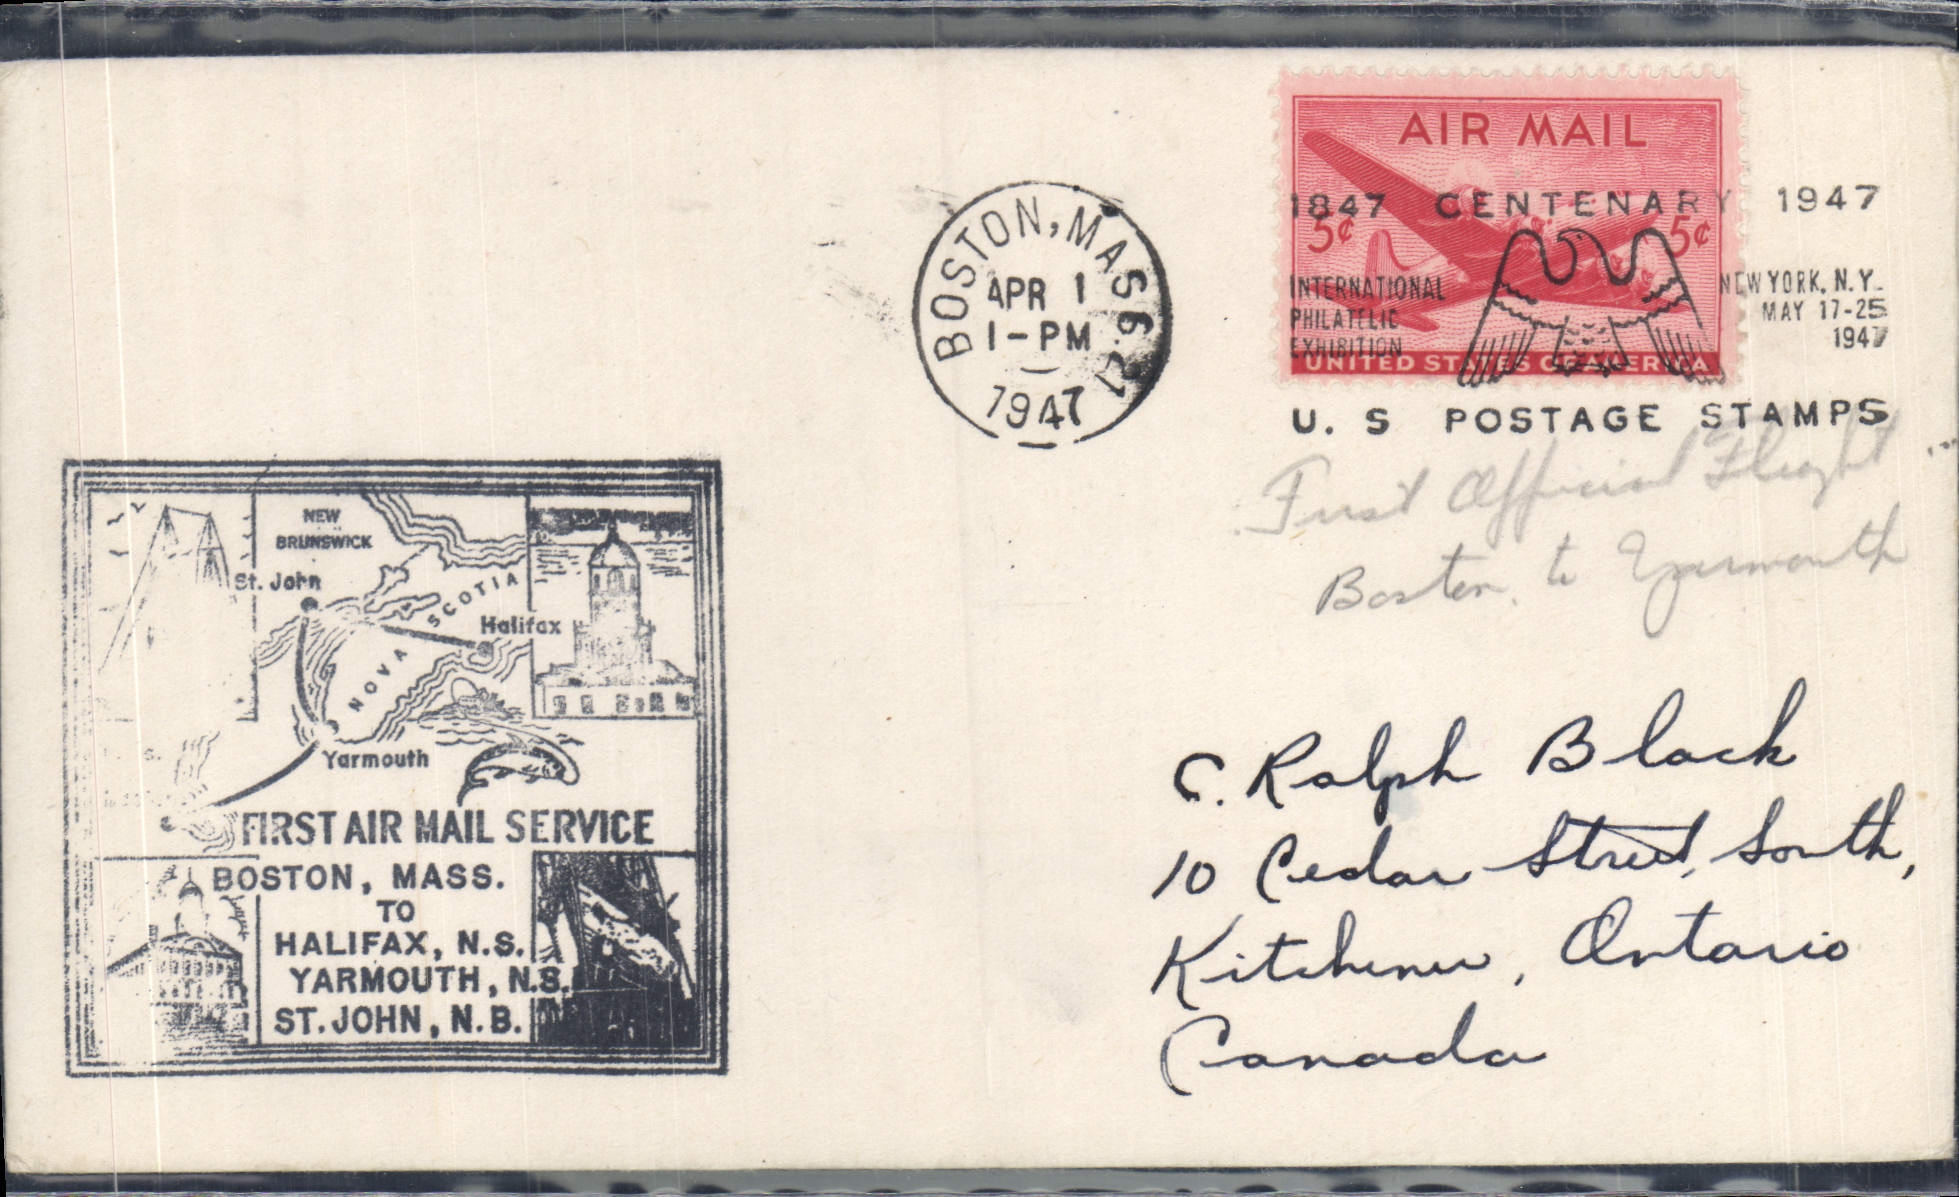 AIR MAIL
5¢ 5¢
UNITED STATES OF AMERICA
1847 CENTENARY 1947
INTERNATIONAL
PHILATELIC
EXHIBITION
NEW YORK, N.Y.
MAY 17-25
1947
U. S POSTAGE STAMPS
BOSTON, MASS. 21
APR 1
1-PM
1947
First Official Flight
Boston to Yarmouth
C. Ralph Black
10 Cedar Street, South,
Kitchener, Ontario
Canada
NEW
BRUNSWICK
St. John
NOVA SCOTIA
Halifax
Yarmouth
FIRST AIR MAIL SERVICE
BOSTON, MASS.
TO
HALIFAX, N.S.
YARMOUTH, N.S.
ST. JOHN, N.B.